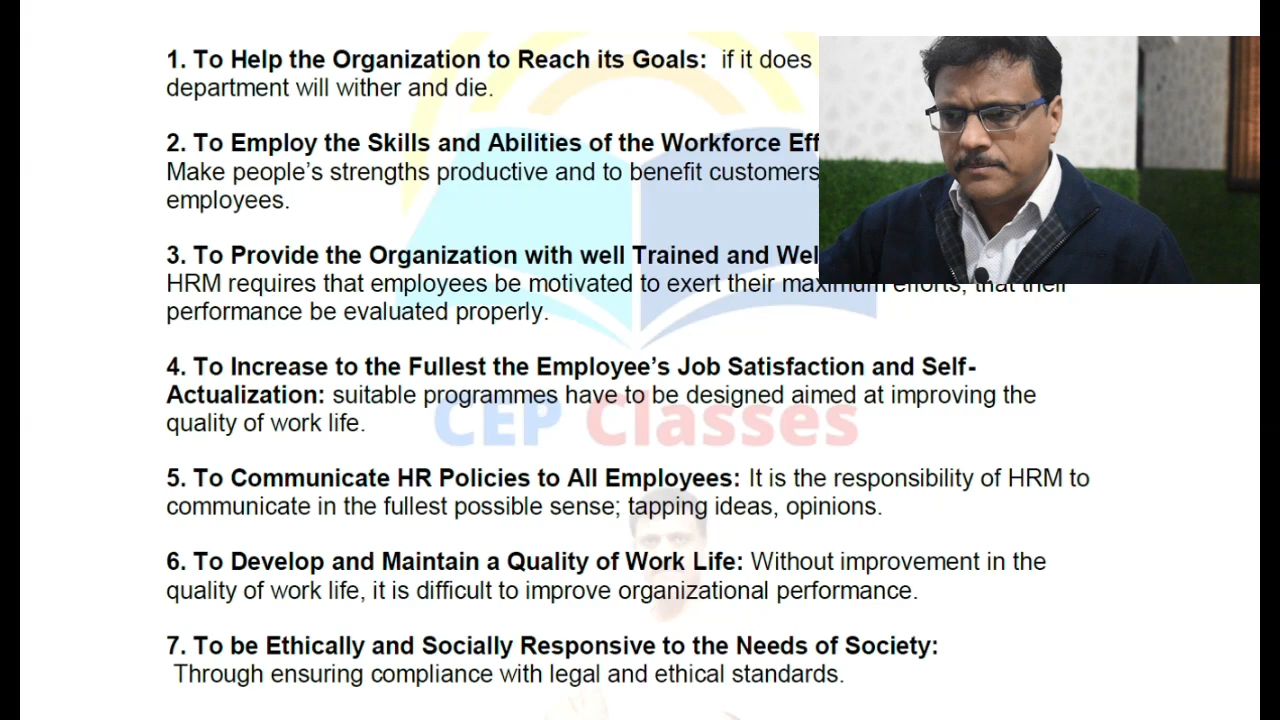 1. To Help the Organization to Reach its Goals: if it does
department will wither and die.
2. To Employ the Skills and Abilities of the Workforce Eff
Make people's strengths productive and to benefit customers
employees.
3. To Provide the Organization with well Trained and Wel
HRM requires that employees be motivated to exert their maximum efforts, that their
performance be evaluated properly.
4. To Increase to the Fullest the Employee's Job Satisfaction and Self-
Actualization: suitable programmes have to be designed aimed at improving the
quality of work life.
CEP Classes
5. To Communicate HR Policies to All Employees: It is the responsibility of HRM to
communicate in the fullest possible sense; tapping ideas, opinions.
6. To Develop and Maintain a Quality of Work Life: Without improvement in the
quality of work life, it is difficult to improve organizational performance.
7. To be Ethically and Socially Responsive to the Needs of Society:
Through ensuring compliance with legal and ethical standards.